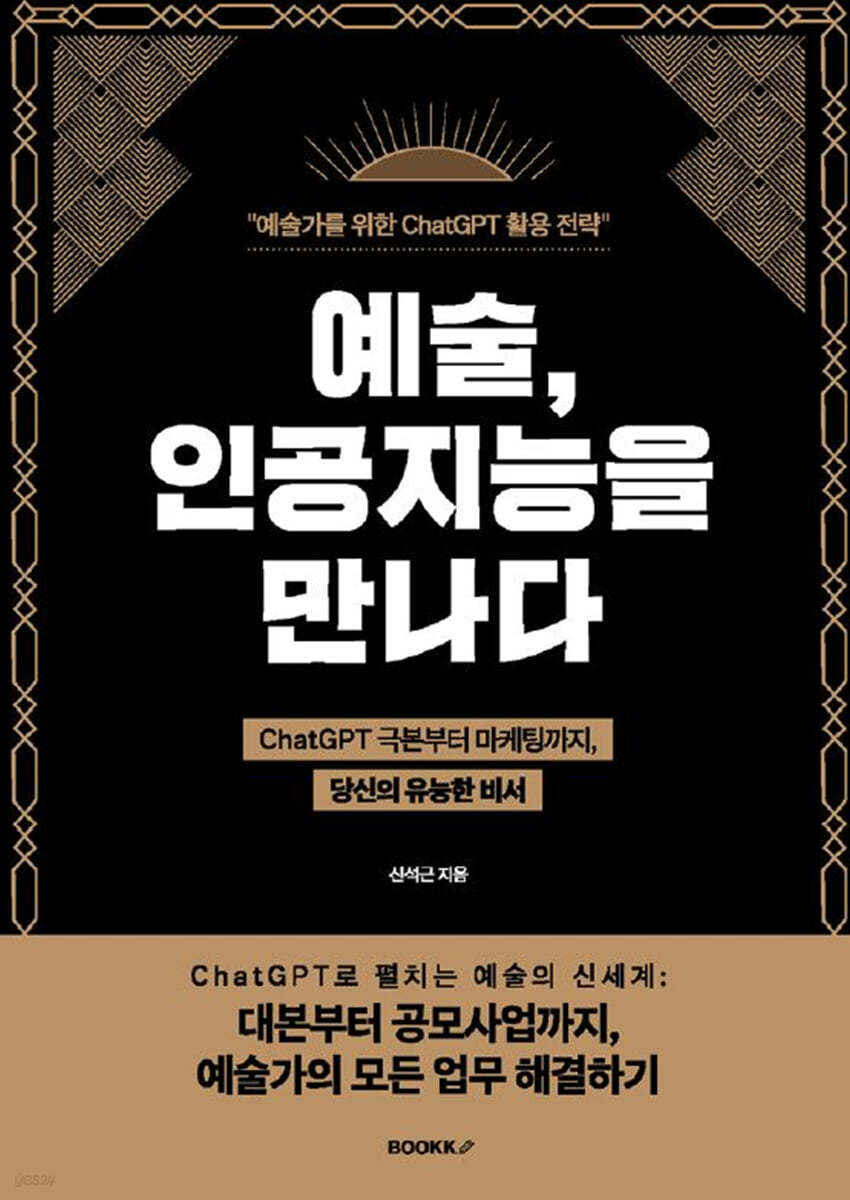 "예술가를 위한 ChatGPT 활용 전략"
예술,
인공지능을
만나다
ChatGPT 극본부터 마케팅까지,
당신의 유능한 비서
신석근 지음
ChatGPT로 펼치는 예술의 신세계:
대본부터 공모사업까지,
예술가의 모든 업무 해결하기
BOOKK
yes24